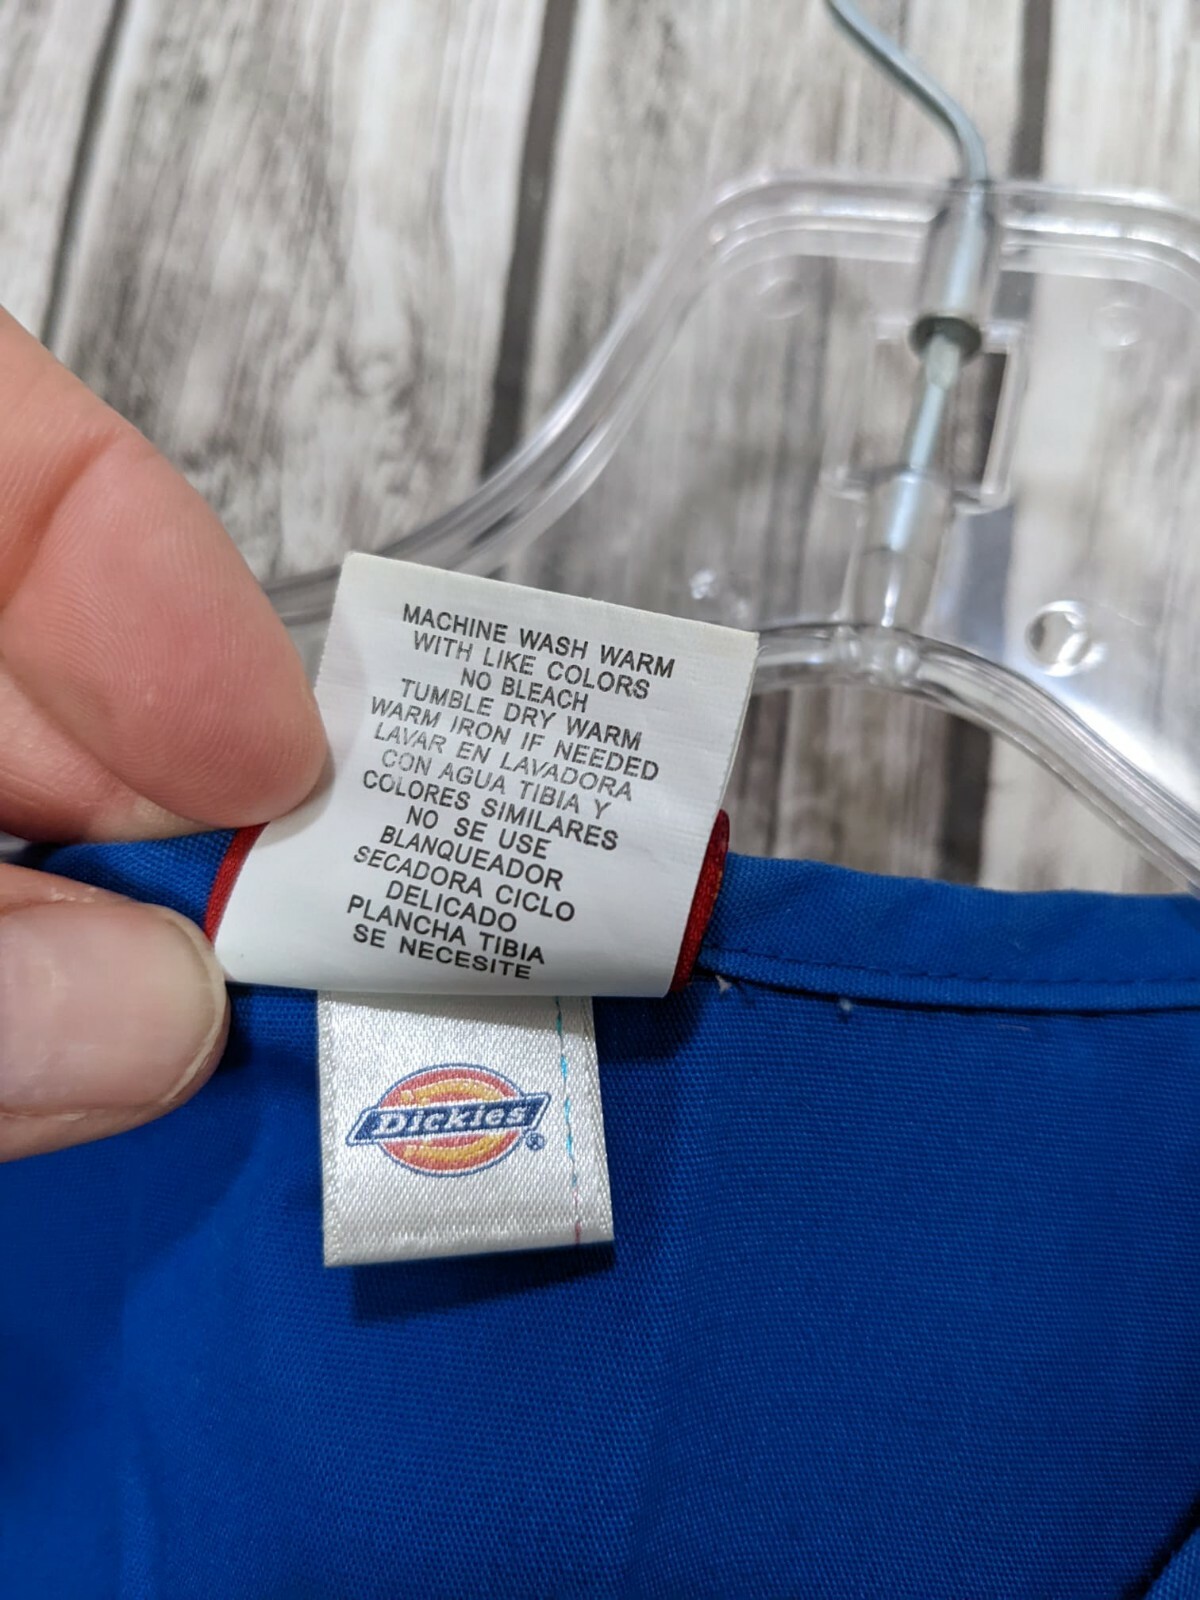 MACHINE WASH WARM
WITH LIKE COLORS
NO BLEACH
TUMBLE DRY WARM
WARM IRON IF NEEDED
LAVAR EN LAVADORA
CON AGUA TIBIA Y
COLORES SIMILARES
NO SE USE
BLANQUEADOR
SECADORA CICLO
DELICADO
PLANCHA TIBIA
SE NECESITE
Dickies®